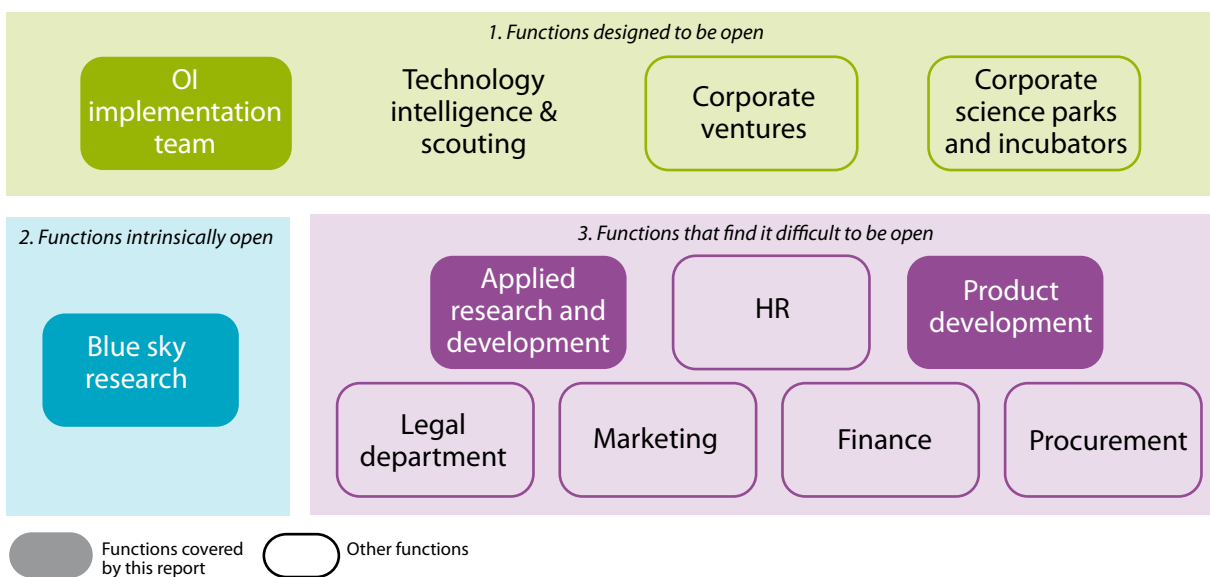 1. Functions designed to be open
OI
implementation
team
Technology
intelligence &
scouting
Corporate
ventures
Corporate
science parks
and incubators
2. Functions intrinsically open
Blue sky
research
3. Functions that find it difficult to be open
Applied
research and
development
HR
Product
development
Legal
department
Marketing
Finance
Procurement
Functions covered
by this report
Other functions